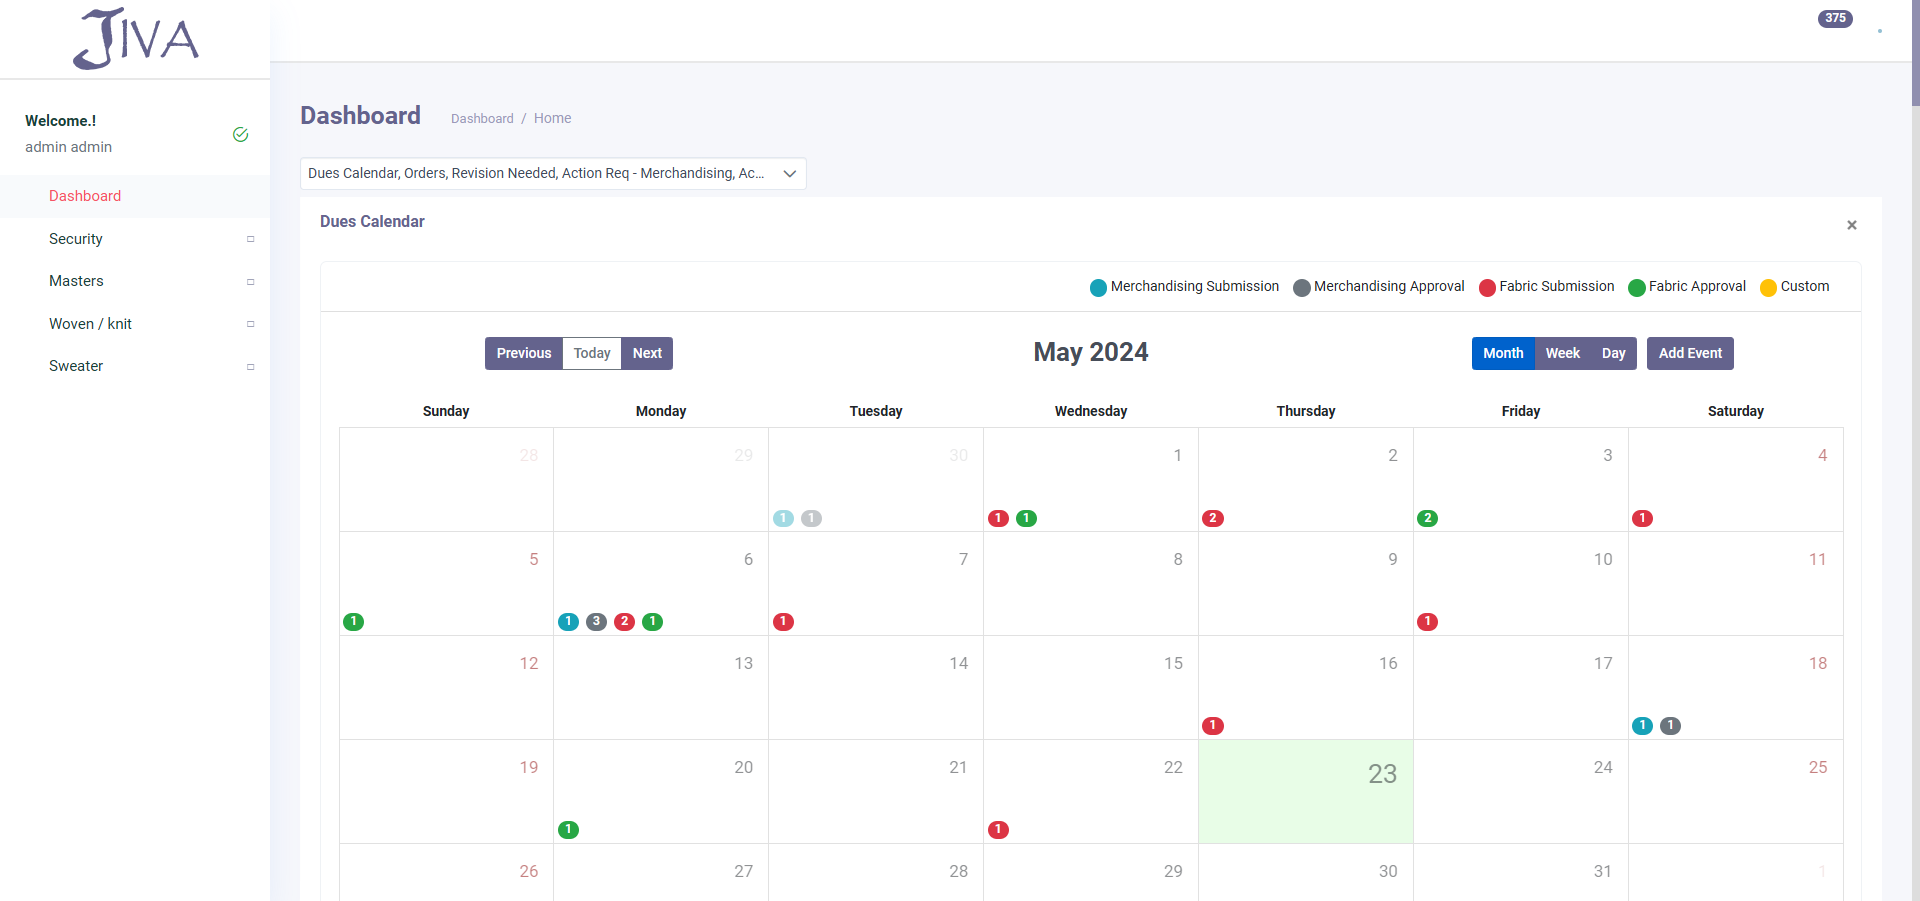 JIVA
375
Welcome.!
admin admin
Dashboard
Security
Masters
Woven / knit
Sweater
Dashboard
Dashboard / Home
Dues Calendar, Orders, Revision Needed, Action Req - Merchandising, Ac...
Dues Calendar
×
Merchandising Submission Merchandising Approval Fabric Submission Fabric Approval Custom
Previous Today Next
May 2024
Month Week Day Add Event
Sunday Monday Tuesday Wednesday Thursday Friday Saturday
28 29 30 1 2 3 4
1 1 1 1 2 2 1
5 6 7 8 9 10 11
1 1 3 2 1 1 1
12 13 14 15 16 17 18
1 1 1
19 20 21 22 23 24 25
1 1
26 27 28 29 30 31 1